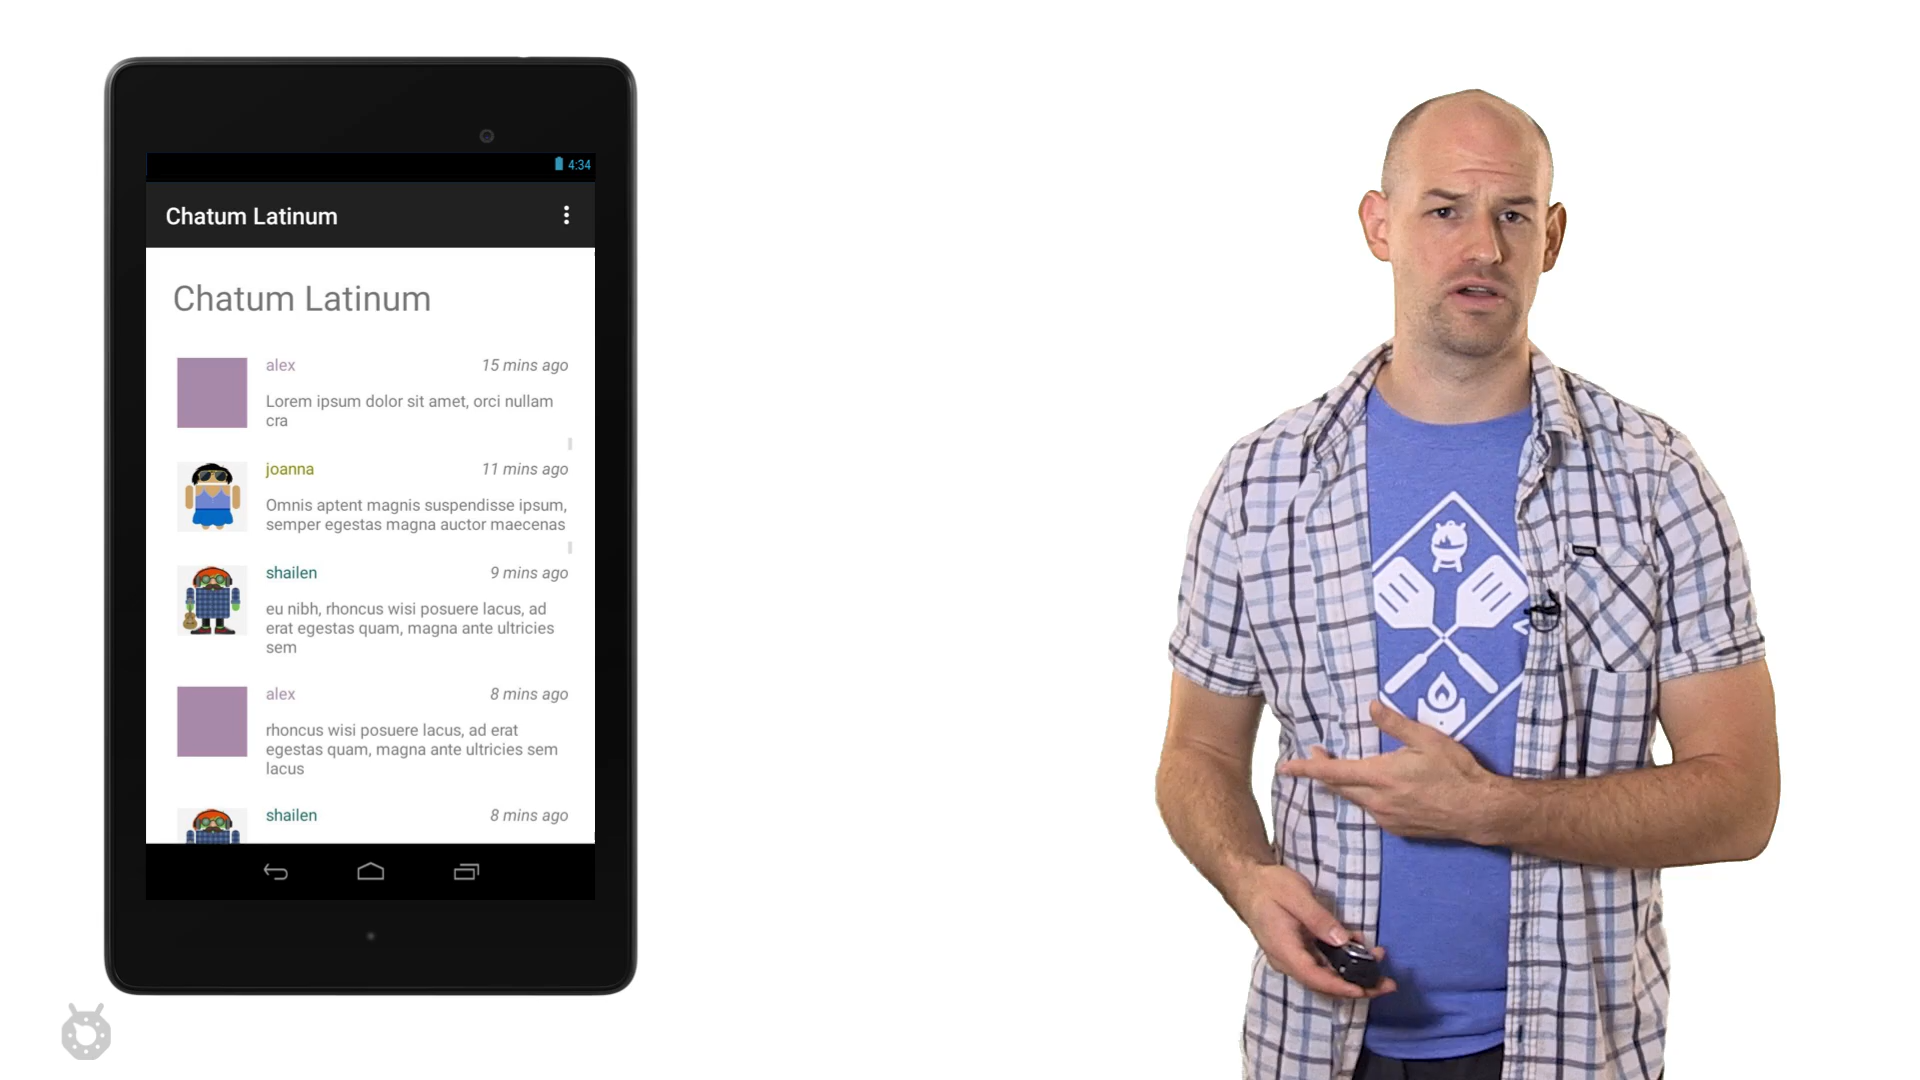 4:34
Chatum Latinum
Chatum Latinum
alex 15 mins ago
Lorem ipsum dolor sit amet, orci nullam
cra
joanna 11 mins ago
Omnis aptent magnis suspendisse ipsum,
semper egestas magna auctor maecenas
shailen 9 mins ago
eu nibh, rhoncus wisi posuere lacus, ad
erat egestas quam, magna ante ultricies
sem
alex 8 mins ago
rhoncus wisi posuere lacus, ad erat
egestas quam, magna ante ultricies sem
lacus
shailen 8 mins ago